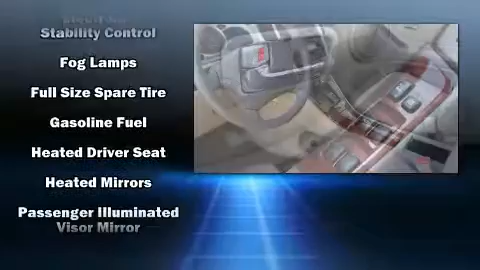 Stability Control
Fog Lamps
Full Size Spare Tire
Gasoline Fuel
Heated Driver Seat
Heated Mirrors
Passenger Illuminated
Visor Mirror